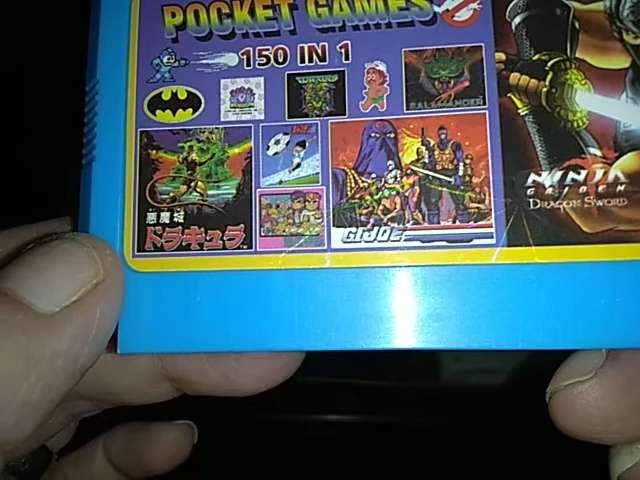 POCKET GAMES
150 IN 1
TURTLES
SALAMANDER
悪魔城
ドラキュラ
G.I. JOE
NINJA
GAIDEN
DRAGON SWORD